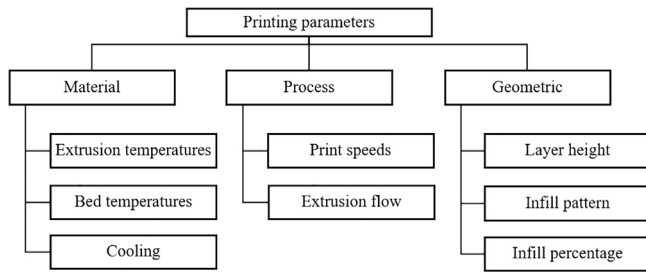 Printing parameters
Material
Process
Geometric
Extrusion temperatures
Print speeds
Layer height
Bed temperatures
Extrusion flow
Infill pattern
Cooling
Infill percentage